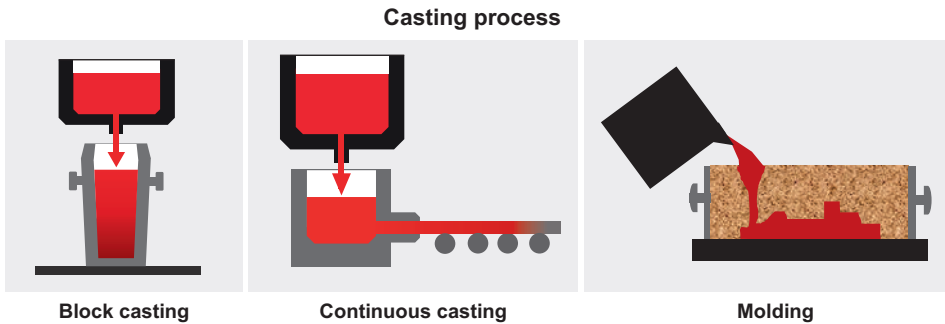 Casting process
Block casting
Continuous casting
Molding